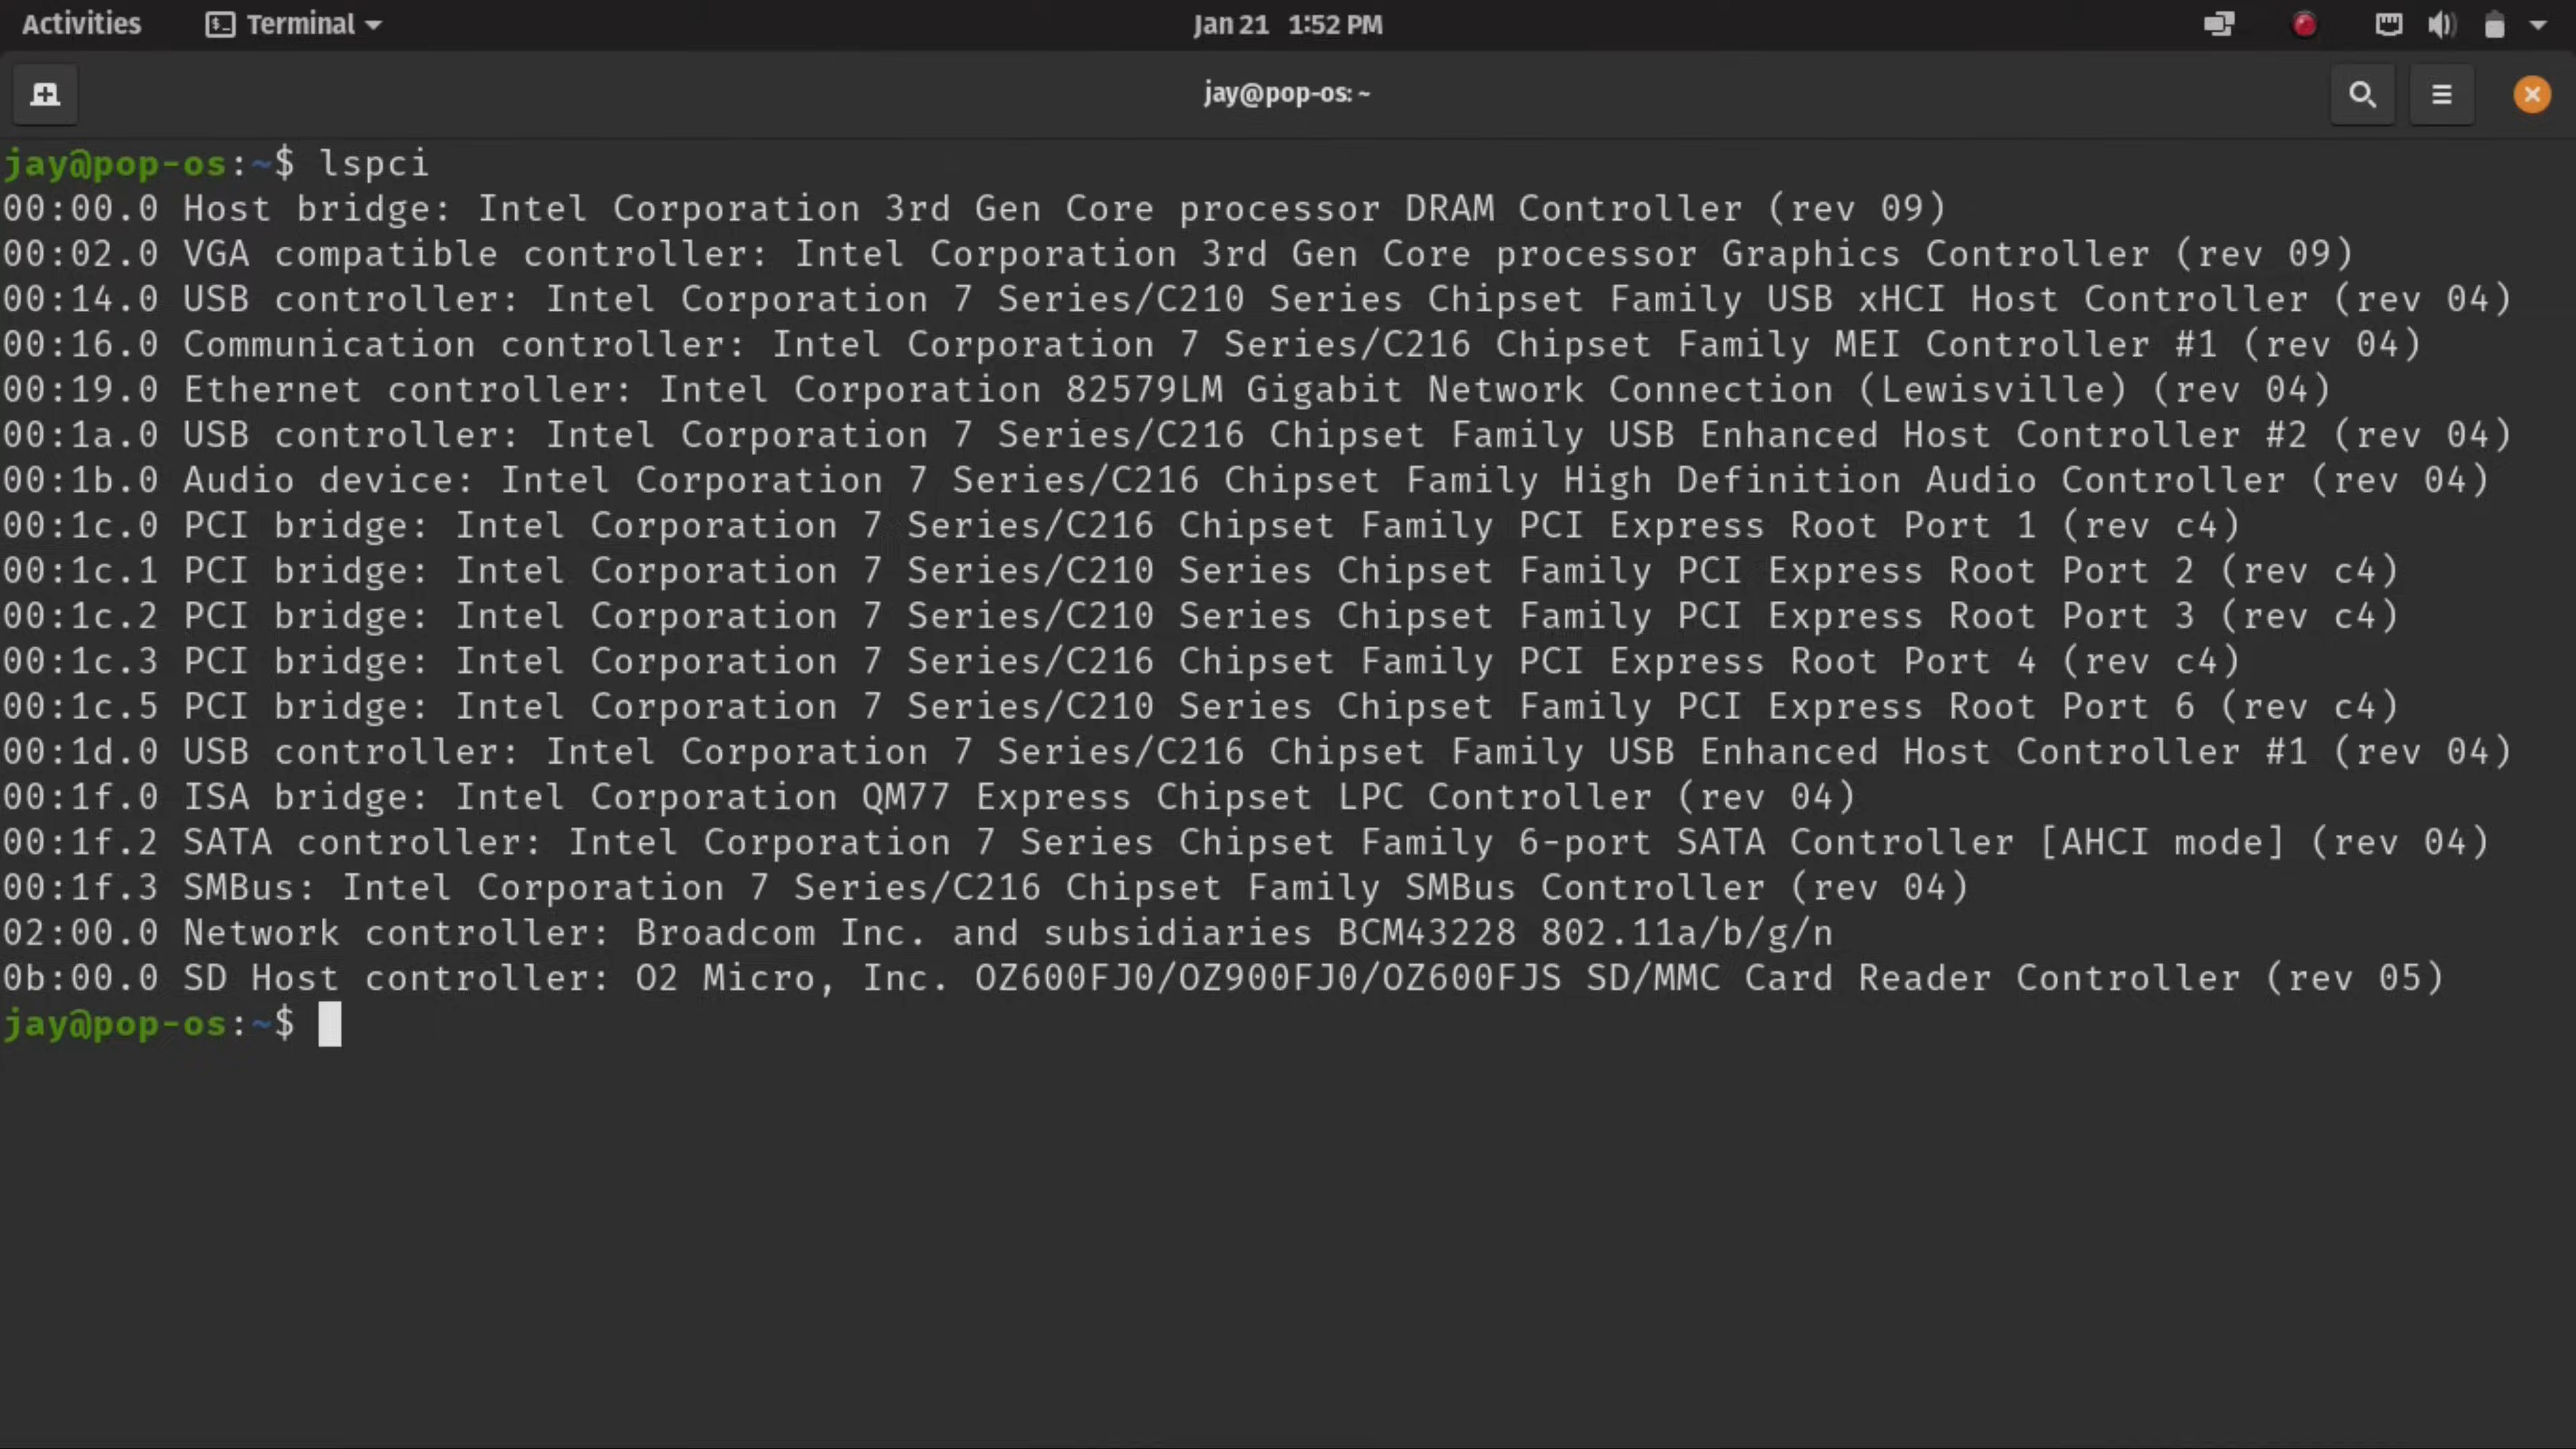 Activities Terminal Jan 21 1:52 PM
jay@pop-os: ~
jay@pop-os:~$ lspci
00:00.0 Host bridge: Intel Corporation 3rd Gen Core processor DRAM Controller (rev 09)
00:02.0 VGA compatible controller: Intel Corporation 3rd Gen Core processor Graphics Controller (rev 09)
00:14.0 USB controller: Intel Corporation 7 Series/C210 Series Chipset Family USB xHCI Host Controller (rev 04)
00:16.0 Communication controller: Intel Corporation 7 Series/C216 Chipset Family MEI Controller #1 (rev 04)
00:19.0 Ethernet controller: Intel Corporation 82579LM Gigabit Network Connection (Lewisville) (rev 04)
00:1a.0 USB controller: Intel Corporation 7 Series/C216 Chipset Family USB Enhanced Host Controller #2 (rev 04)
00:1b.0 Audio device: Intel Corporation 7 Series/C216 Chipset Family High Definition Audio Controller (rev 04)
00:1c.0 PCI bridge: Intel Corporation 7 Series/C216 Chipset Family PCI Express Root Port 1 (rev c4)
00:1c.1 PCI bridge: Intel Corporation 7 Series/C210 Series Chipset Family PCI Express Root Port 2 (rev c4)
00:1c.2 PCI bridge: Intel Corporation 7 Series/C210 Series Chipset Family PCI Express Root Port 3 (rev c4)
00:1c.3 PCI bridge: Intel Corporation 7 Series/C216 Chipset Family PCI Express Root Port 4 (rev c4)
00:1c.5 PCI bridge: Intel Corporation 7 Series/C210 Series Chipset Family PCI Express Root Port 6 (rev c4)
00:1d.0 USB controller: Intel Corporation 7 Series/C216 Chipset Family USB Enhanced Host Controller #1 (rev 04)
00:1f.0 ISA bridge: Intel Corporation QM77 Express Chipset LPC Controller (rev 04)
00:1f.2 SATA controller: Intel Corporation 7 Series Chipset Family 6-port SATA Controller [AHCI mode] (rev 04)
00:1f.3 SMBus: Intel Corporation 7 Series/C216 Chipset Family SMBus Controller (rev 04)
02:00.0 Network controller: Broadcom Inc. and subsidiaries BCM43228 802.11a/b/g/n
0b:00.0 SD Host controller: O2 Micro, Inc. OZ600FJ0/OZ900FJ0/OZ600FJS SD/MMC Card Reader Controller (rev 05)
jay@pop-os:~$